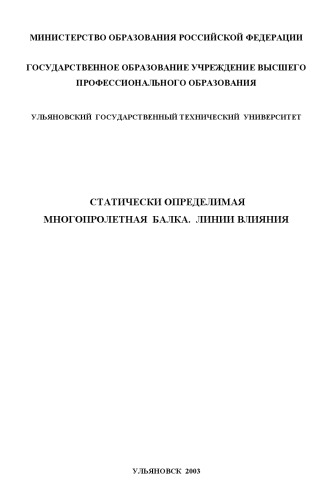 МИНИСТЕРСТВО ОБРАЗОВАНИЯ РОССИЙСКОЙ ФЕДЕРАЦИИ
ГОСУДАРСТВЕННОЕ ОБРАЗОВАНИЕ УЧРЕЖДЕНИЕ ВЫСШЕГО
ПРОФЕССИОНАЛЬНОГО ОБРАЗОВАНИЯ
УЛЬЯНОВСКИЙ ГОСУДАРСТВЕННЫЙ ТЕХНИЧЕСКИЙ УНИВЕРСИТЕТ
СТАТИЧЕСКИ ОПРЕДЕЛИМАЯ
МНОГОПРОЛЕТНАЯ БАЛКА. ЛИНИИ ВЛИЯНИЯ
УЛЬЯНОВСК 2003